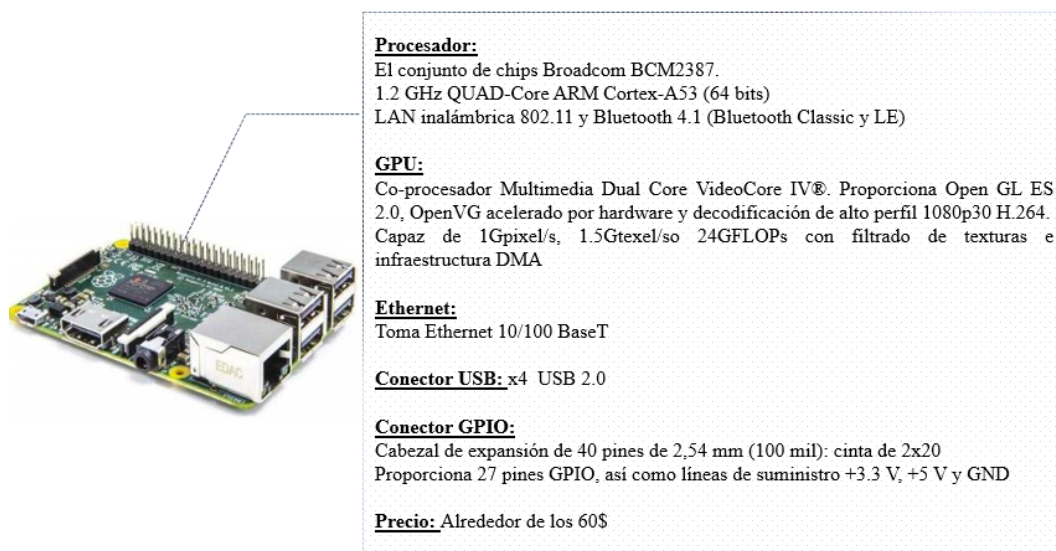 Procesador:
El conjunto de chips Broadcom BCM2387.
1.2 GHz QUAD-Core ARM Cortex-A53 (64 bits)
LAN inalámbrica 802.11 y Bluetooth 4.1 (Bluetooth Classic y LE)
GPU:
Co-procesador Multimedia Dual Core VideoCore IV®. Proporciona Open GL ES
2.0, OpenVG acelerado por hardware y decodificación de alto perfil 1080p30 H.264.
Capaz de 1Gpixel/s, 1.5Gtexel/so 24GFLOPs con filtrado de texturas e
infraestructura DMA
Ethernet:
Toma Ethernet 10/100 BaseT
Conector USB: x4 USB 2.0
Conector GPIO:
Cabezal de expansión de 40 pines de 2,54 mm (100 mil): cinta de 2x20
Proporciona 27 pines GPIO, así como líneas de suministro +3.3 V, +5 V y GND
Precio: Alrededor de los 60$
EDAC